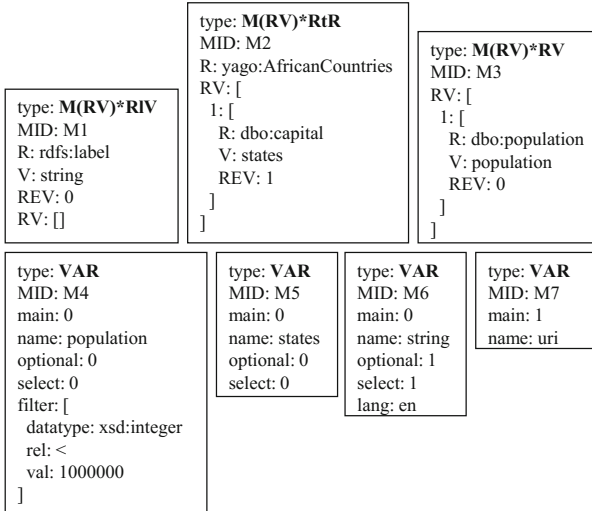 type: M(RV)*RlV
MID: M1
R: rdfs:label
V: string
REV: 0
RV: []
type: M(RV)*RtR
MID: M2
R: yago:AfricanCountries
RV: [
1: [
R: dbo:capital
V: states
REV: 1
]
]
type: M(RV)*RV
MID: M3
RV: [
1: [
R: dbo:population
V: population
REV: 0
]
]
type: VAR
MID: M4
main: 0
name: population
optional: 0
select: 0
filter: [
datatype: xsd:integer
rel: <
val: 1000000
]
type: VAR
MID: M5
main: 0
name: states
optional: 0
select: 0
type: VAR
MID: M6
main: 0
name: string
optional: 1
select: 1
lang: en
type: VAR
MID: M7
main: 1
name: uri